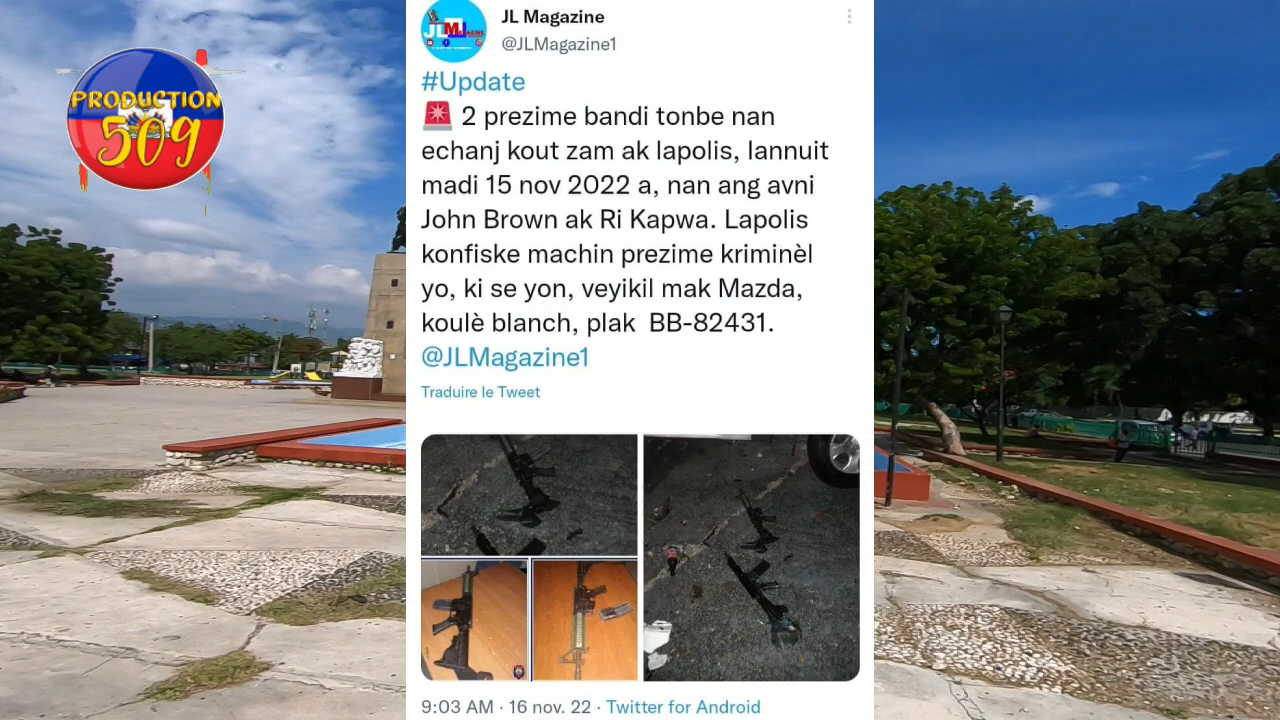 PRODUCTION
509
JL Magazine
@JLMagazine1
#Update
🚨 2 prezime bandi tonbe nan
echanj kout zam ak lapolis, lannuit
madi 15 nov 2022 a, nan ang avni
John Brown ak Ri Kapwa. Lapolis
konfiske machin prezime kriminèl
yo, ki se yon, veyikil mak Mazda,
koulè blanch, plak BB-82431.
@JLMagazine1
Traduire le Tweet
9:03 AM · 16 nov. 22 · Twitter for Android